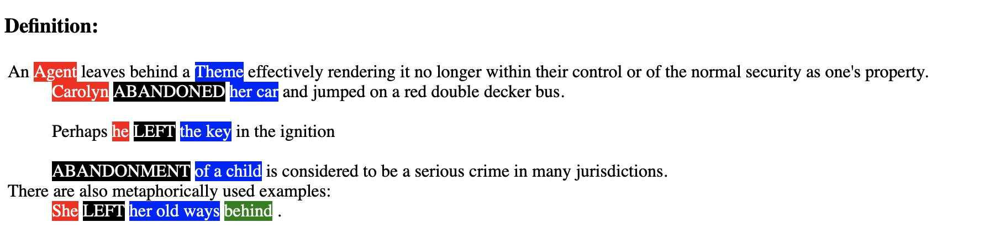 Definition:
An Agent leaves behind a Theme effectively rendering it no longer within their control or of the normal security as one's property.
Carolyn ABANDONED her car and jumped on a red double decker bus.
Perhaps he LEFT the key in the ignition
ABANDONMENT of a child is considered to be a serious crime in many jurisdictions.
There are also metaphorically used examples:
She LEFT her old ways behind .